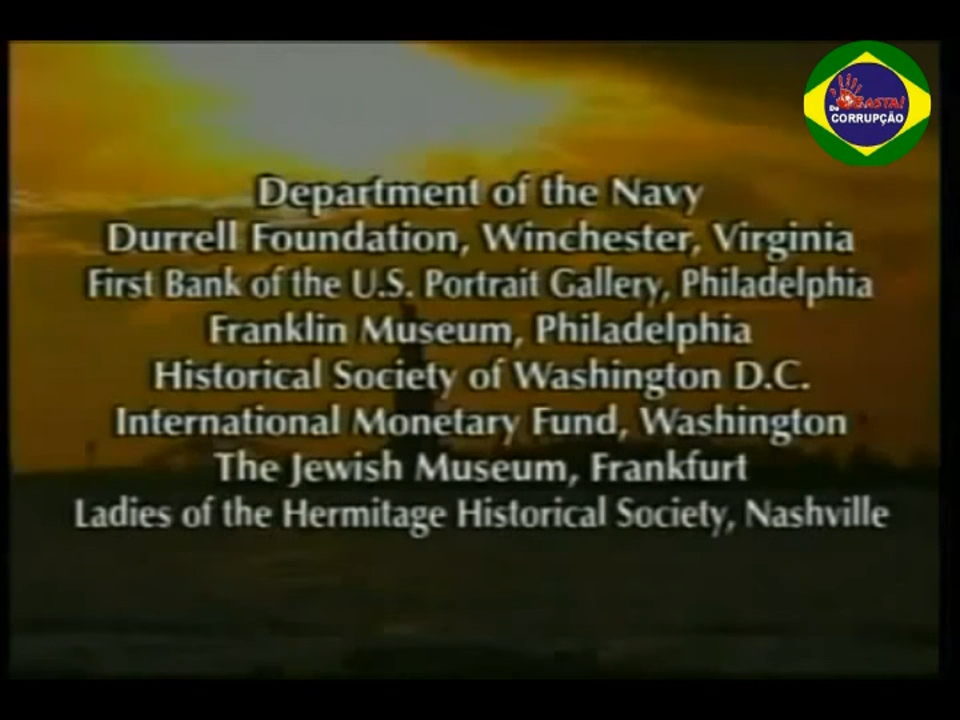 BASTA!
De
CORRUPÇÃO
Department of the Navy
Durrell Foundation, Winchester, Virginia
First Bank of the U.S. Portrait Gallery, Philadelphia
Franklin Museum, Philadelphia
Historical Society of Washington D.C.
International Monetary Fund, Washington
The Jewish Museum, Frankfurt
Ladies of the Hermitage Historical Society, Nashville